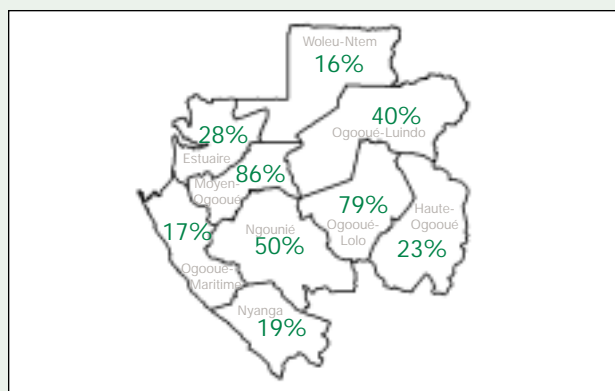 Woleu-Ntem
16%
40%
Ogooué-Luindo
28%
Estuaire
86%
Moyen-
Ogooué
79%
Ogooué-
Lolo
Haute-
Ogooué
23%
17%
Ogooué-
Maritime
Ngounié
50%
Nyanga
19%